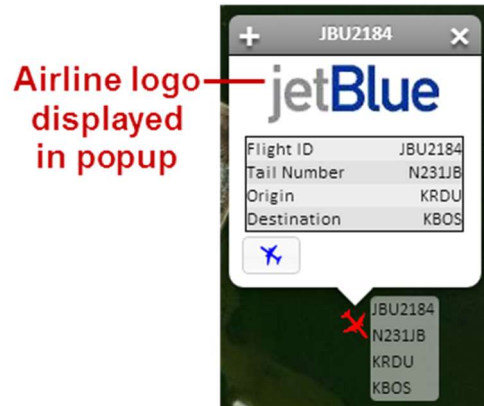 Airline logo
displayed
in popup
JBU2184
jetBlue
Flight ID JBU2184
Tail Number N231JB
Origin KRDU
Destination KBOS
JBU2184
N231JB
KRDU
KBOS